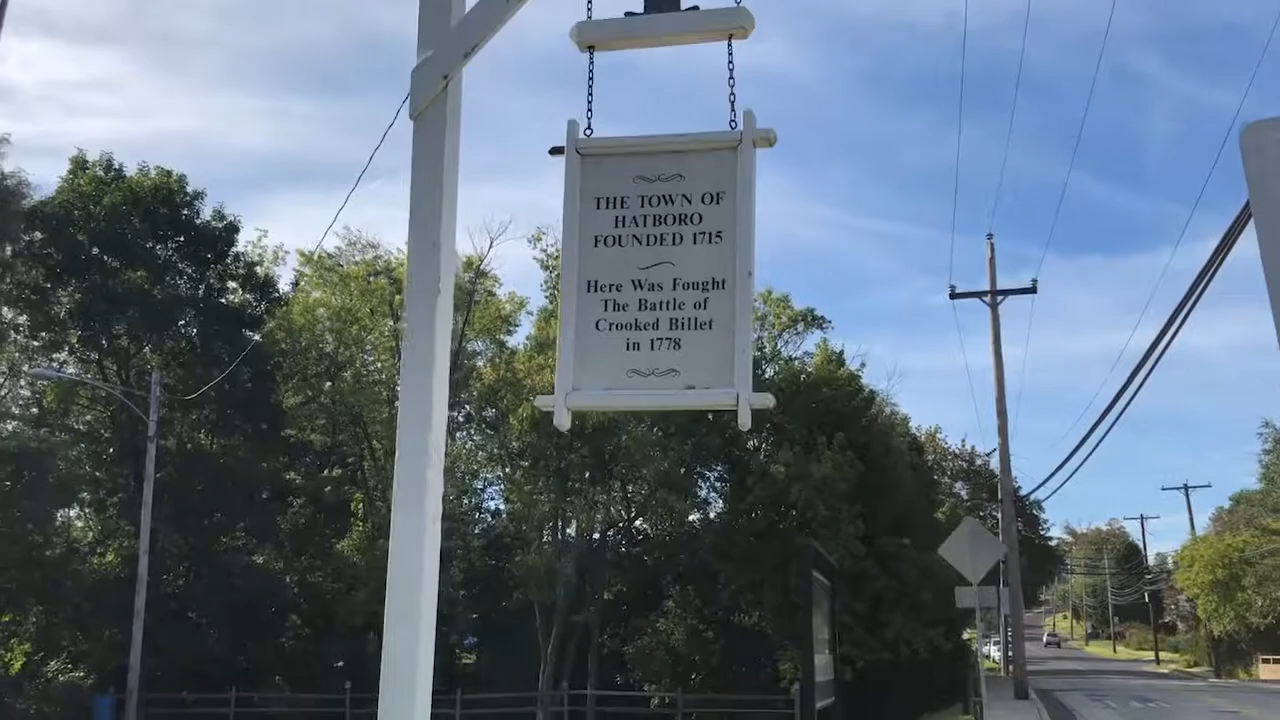 THE TOWN OF
HATBORO
FOUNDED 1715
Here Was Fought
The Battle of
Crooked Billet
in 1778